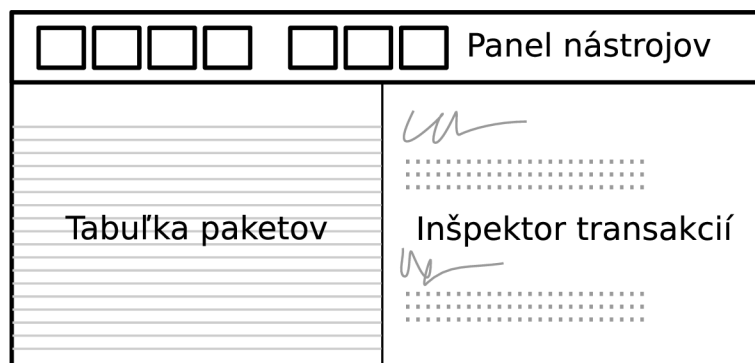 Panel nástrojov
Tabuľka paketov
Inšpektor transakcií